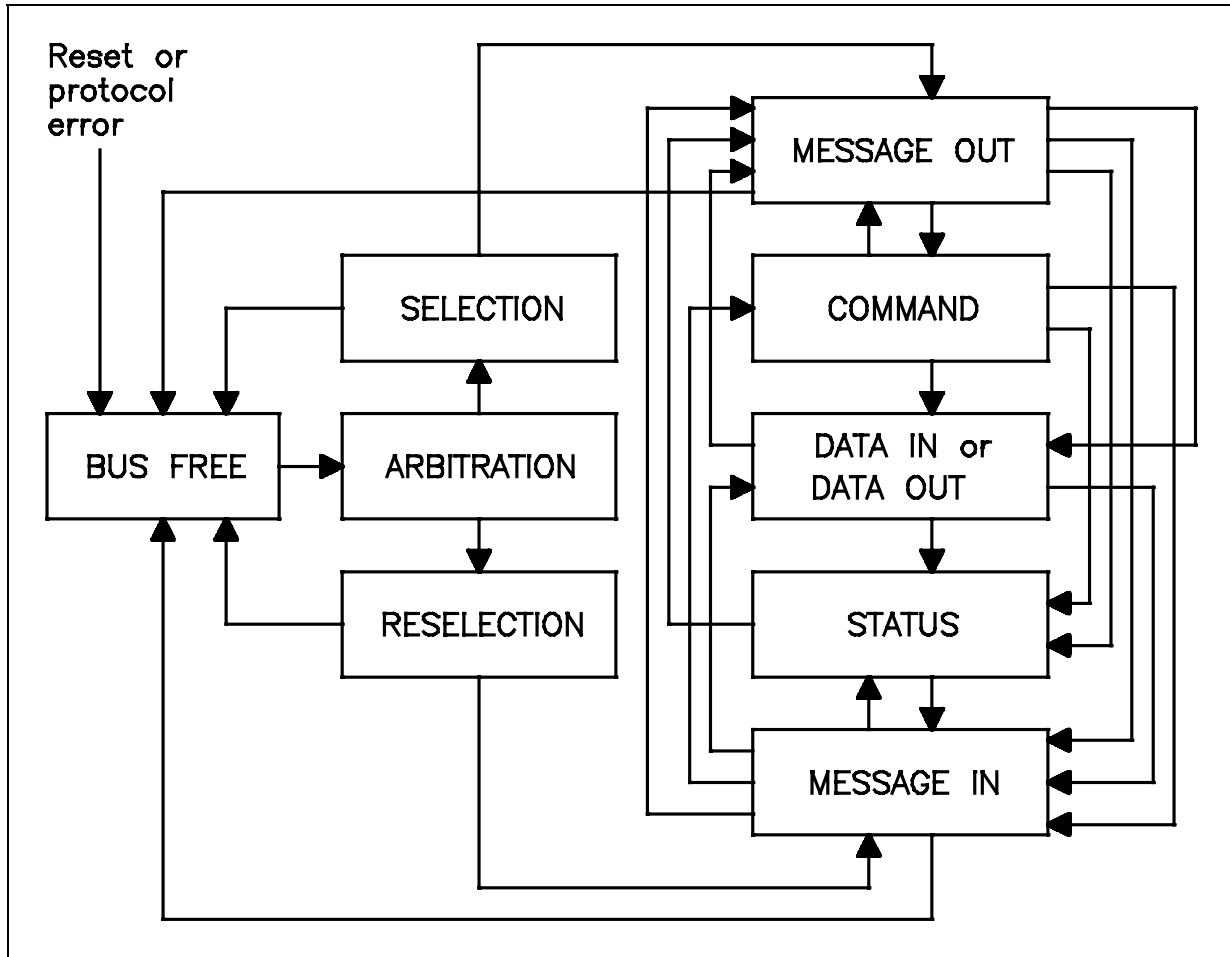 Reset or
protocol
error
MESSAGE OUT
SELECTION
COMMAND
BUS FREE
ARBITRATION
DATA IN or
DATA OUT
RESELECTION
STATUS
MESSAGE IN